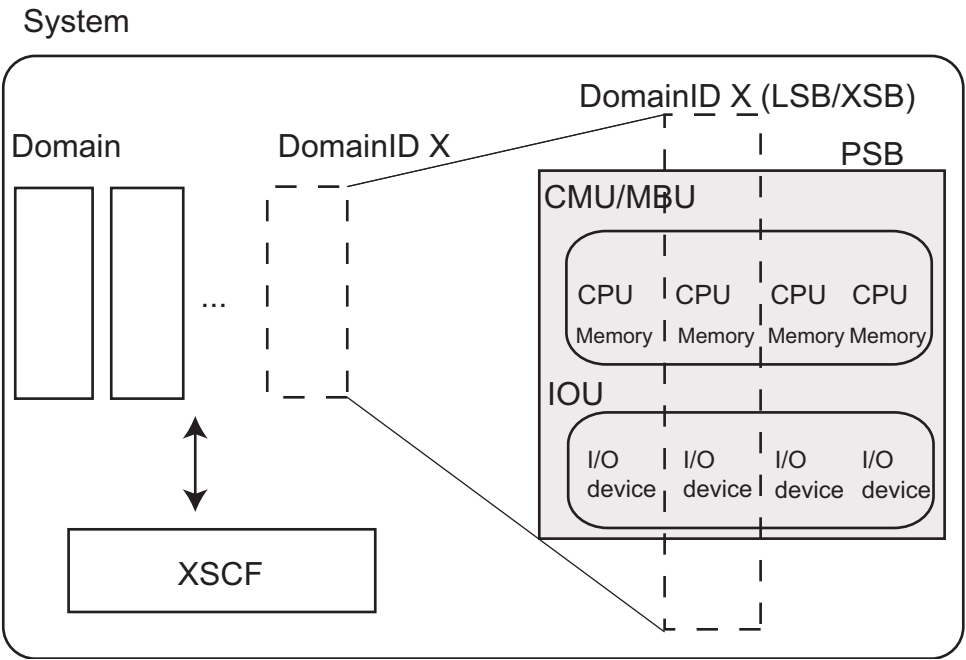 System
DomainID X (LSB/XSB)
Domain
DomainID X
PSB
CMU/MBU
CPU CPU CPU CPU
Memory Memory Memory Memory
...
IOU
I/O device I/O device I/O device I/O device
XSCF